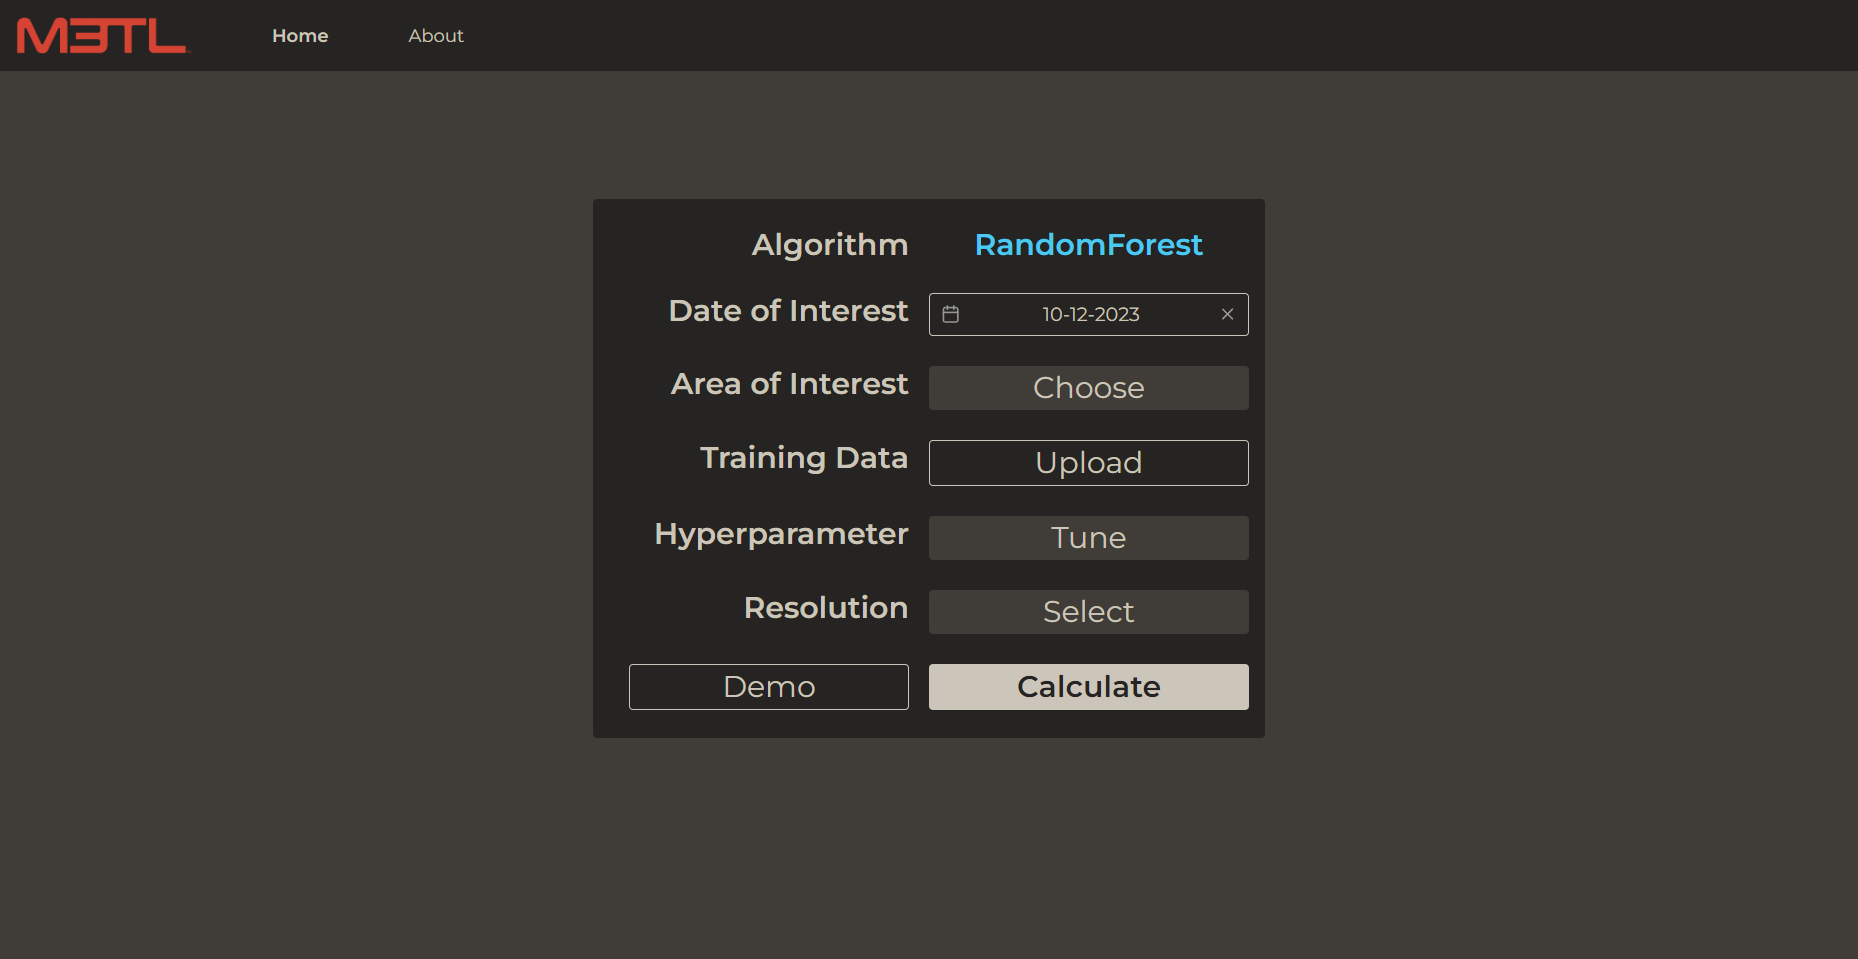 M3TL
Home
About
Algorithm
RandomForest
Date of Interest
10-12-2023
Area of Interest
Choose
Training Data
Upload
Hyperparameter
Tune
Resolution
Select
Demo
Calculate